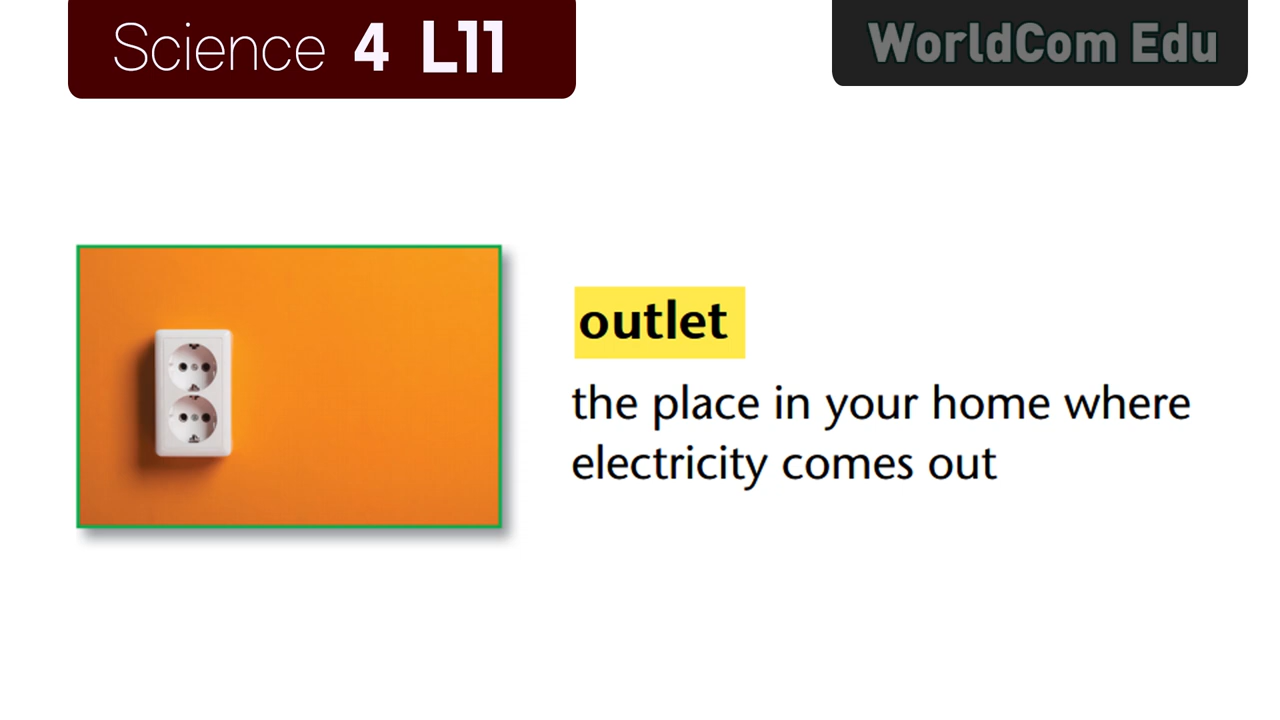 Science 4 L11
WorldCom Edu
outlet
the place in your home where
electricity comes out